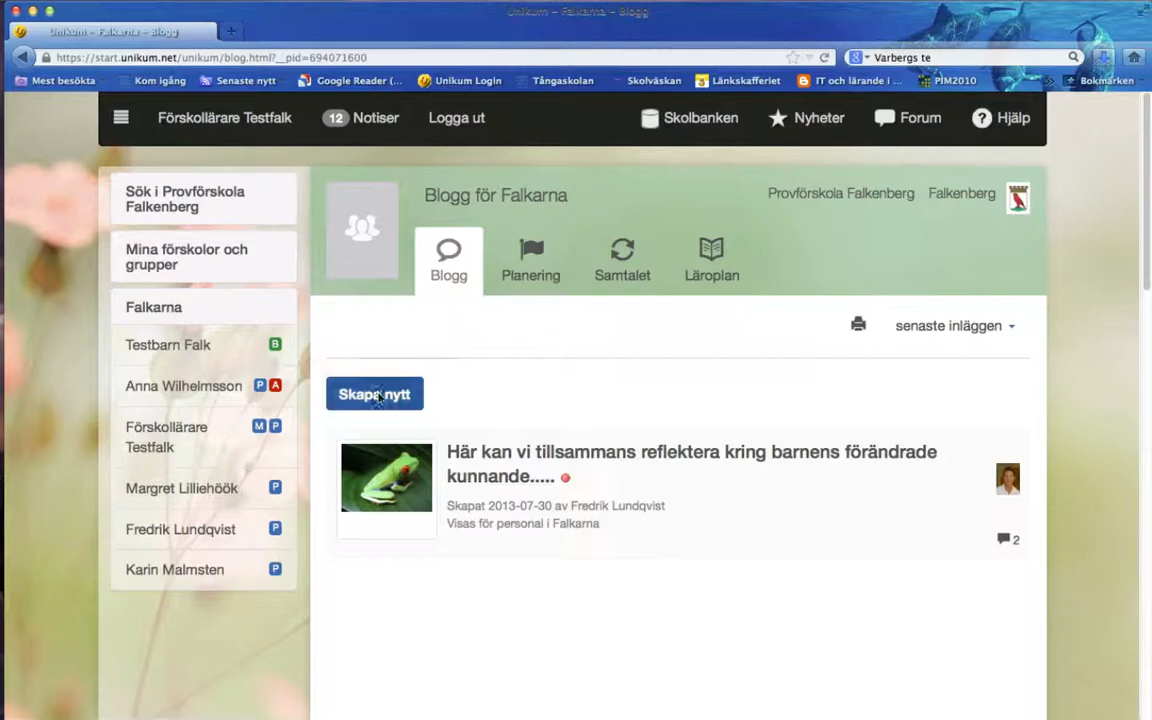 Unikum – Falkarna – Blogg
Unikum – Falkarna – Blogg
https://start.unikum.net/unikum/blog.html?__pid=694071600
Varbergs te
Mest besökta
Kom igång
Senaste nytt
Google Reader (...
Unikum Login
Tångaskolan
Skolväskan
Länkskafferiet
IT och lärande i ...
PIM2010
Bokmärken
Förskollärare Testfalk
12 Notiser
Logga ut
Skolbanken
Nyheter
Forum
Hjälp
Sök i Provförskola
Falkenberg
Mina förskolor och
grupper
Falkarna
Testbarn Falk B
Anna Wilhelmsson P A
Förskollärare M P
Testfalk
Margret Lilliehöök P
Fredrik Lundqvist P
Karin Malmsten P
Blogg för Falkarna
Provförskola Falkenberg Falkenberg
Blogg
Planering
Samtalet
Läroplan
senaste inläggen
Skapa nytt
Här kan vi tillsammans reflektera kring barnens förändrade
kunnande.....
Skapat 2013-07-30 av Fredrik Lundqvist
Visas för personal i Falkarna
2